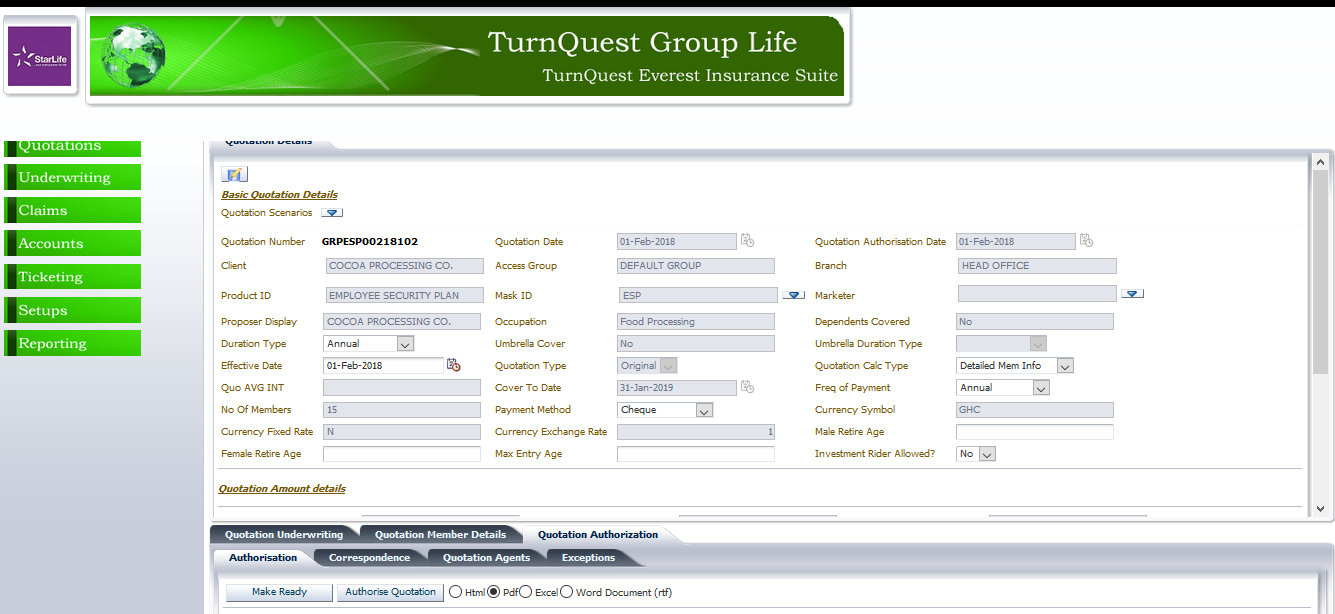 StarLife
TurnQuest Group Life
TurnQuest Everest Insurance Suite
Quotations
Underwriting
Claims
Accounts
Ticketing
Setups
Reporting
Quotation Details
Basic Quotation Details
Quotation Scenarios
Quotation Number GRPESP00218102 Quotation Date 01-Feb-2018 Quotation Authorisation Date 01-Feb-2018
Client COCOA PROCESSING CO. Access Group DEFAULT GROUP Branch HEAD OFFICE
Product ID EMPLOYEE SECURITY PLAN Mask ID ESP Marketer
Proposer Display COCOA PROCESSING CO. Occupation Food Processing Dependents Covered No
Duration Type Annual Umbrella Cover No Umbrella Duration Type
Effective Date 01-Feb-2018 Quotation Type Original Quotation Calc Type Detailed Mem Info
Quo AVG INT Cover To Date 31-Jan-2019 Freq of Payment Annual
No Of Members 15 Payment Method Cheque Currency Symbol GHC
Currency Fixed Rate N Currency Exchange Rate 1 Male Retire Age
Female Retire Age Max Entry Age Investment Rider Allowed? No
Quotation Amount details
Quotation Underwriting Quotation Member Details Quotation Authorization
Authorisation Correspondence Quotation Agents Exceptions
Make Ready Authorise Quotation Html Pdf Excel Word Document (rtf)